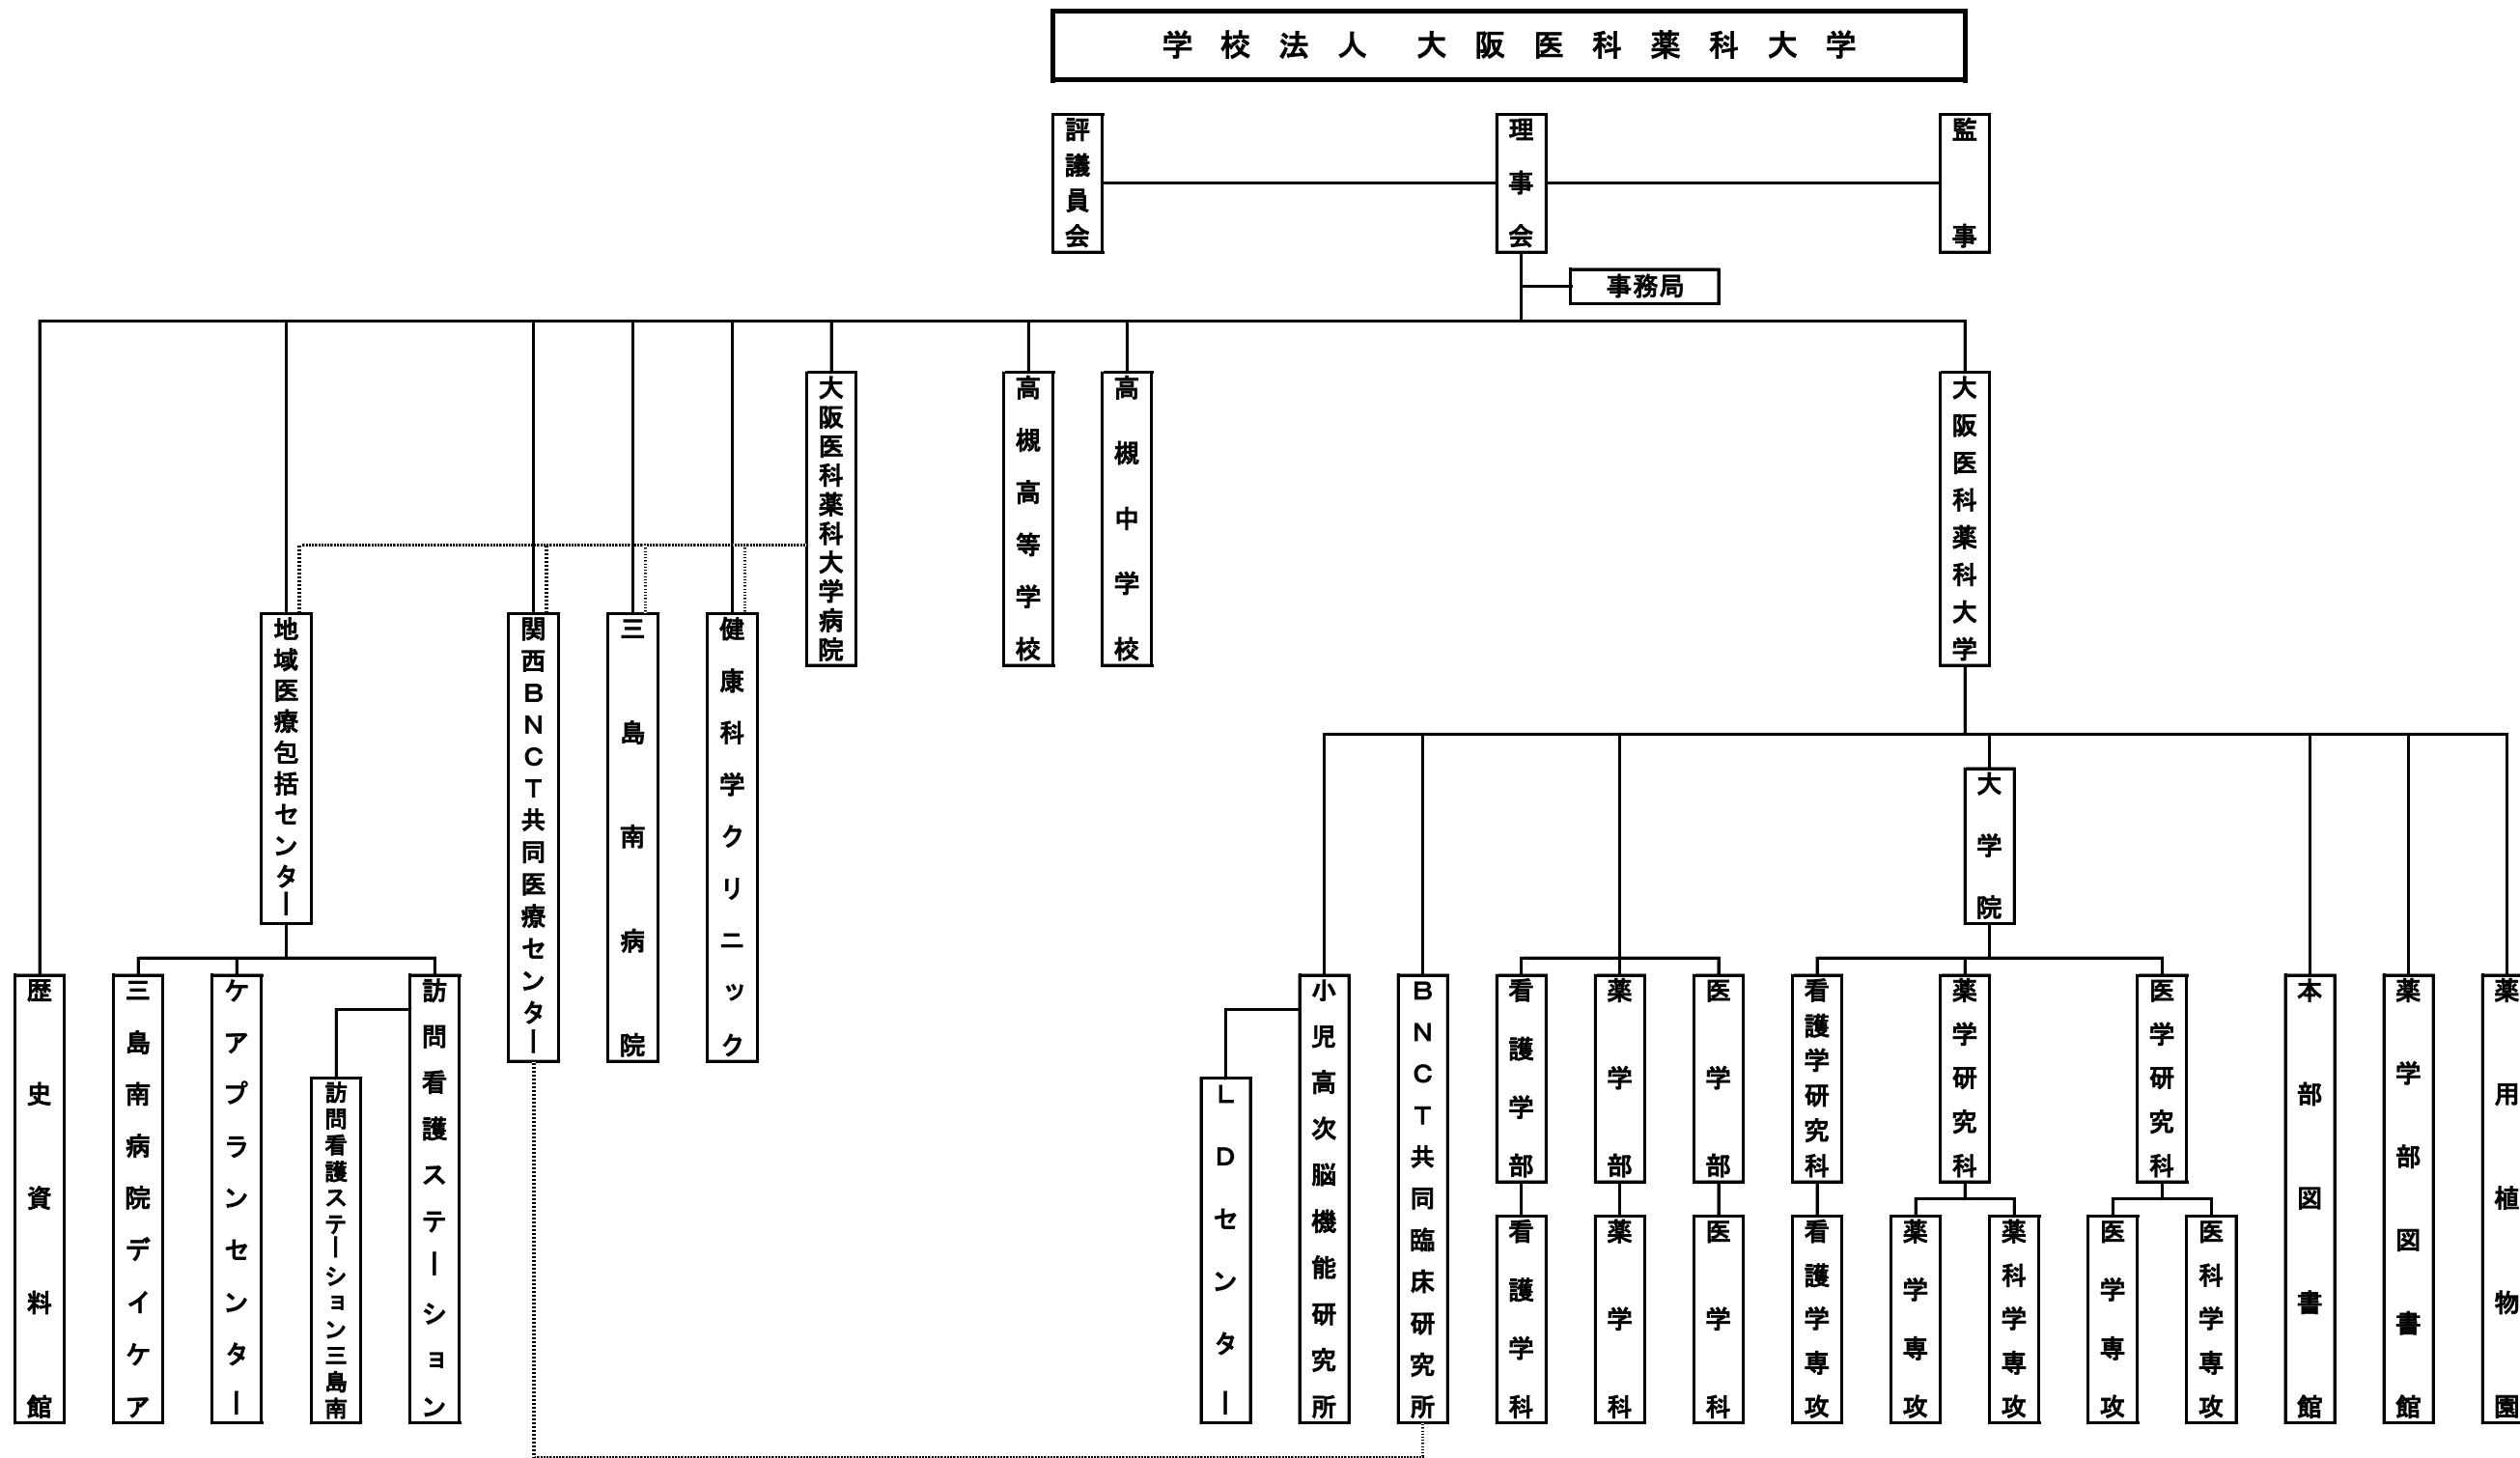 学校法人 大阪医科薬科大学
評議員会
理事会
監事
事務局
大阪医科薬科大学病院
高槻高等学校
高槻中学校
大阪医科薬科大学
地域医療包括センター
関西BNCT共同医療センター
三島南病院
健康科学クリニック
大学院
歴史資料館
三島南病院デイケア
ケアプランセンター
訪問看護ステーション三島南
訪問看護ステーション
LDセンター
小児高次脳機能研究所
BNCT共同臨床研究所
看護学部
薬学部
医学部
看護学研究科
薬学研究科
医学研究科
看護学科
薬学科
医学科
看護学専攻
薬学専攻
薬科学専攻
医学専攻
医科学専攻
本部図書館
薬学部図書館
薬用植物園